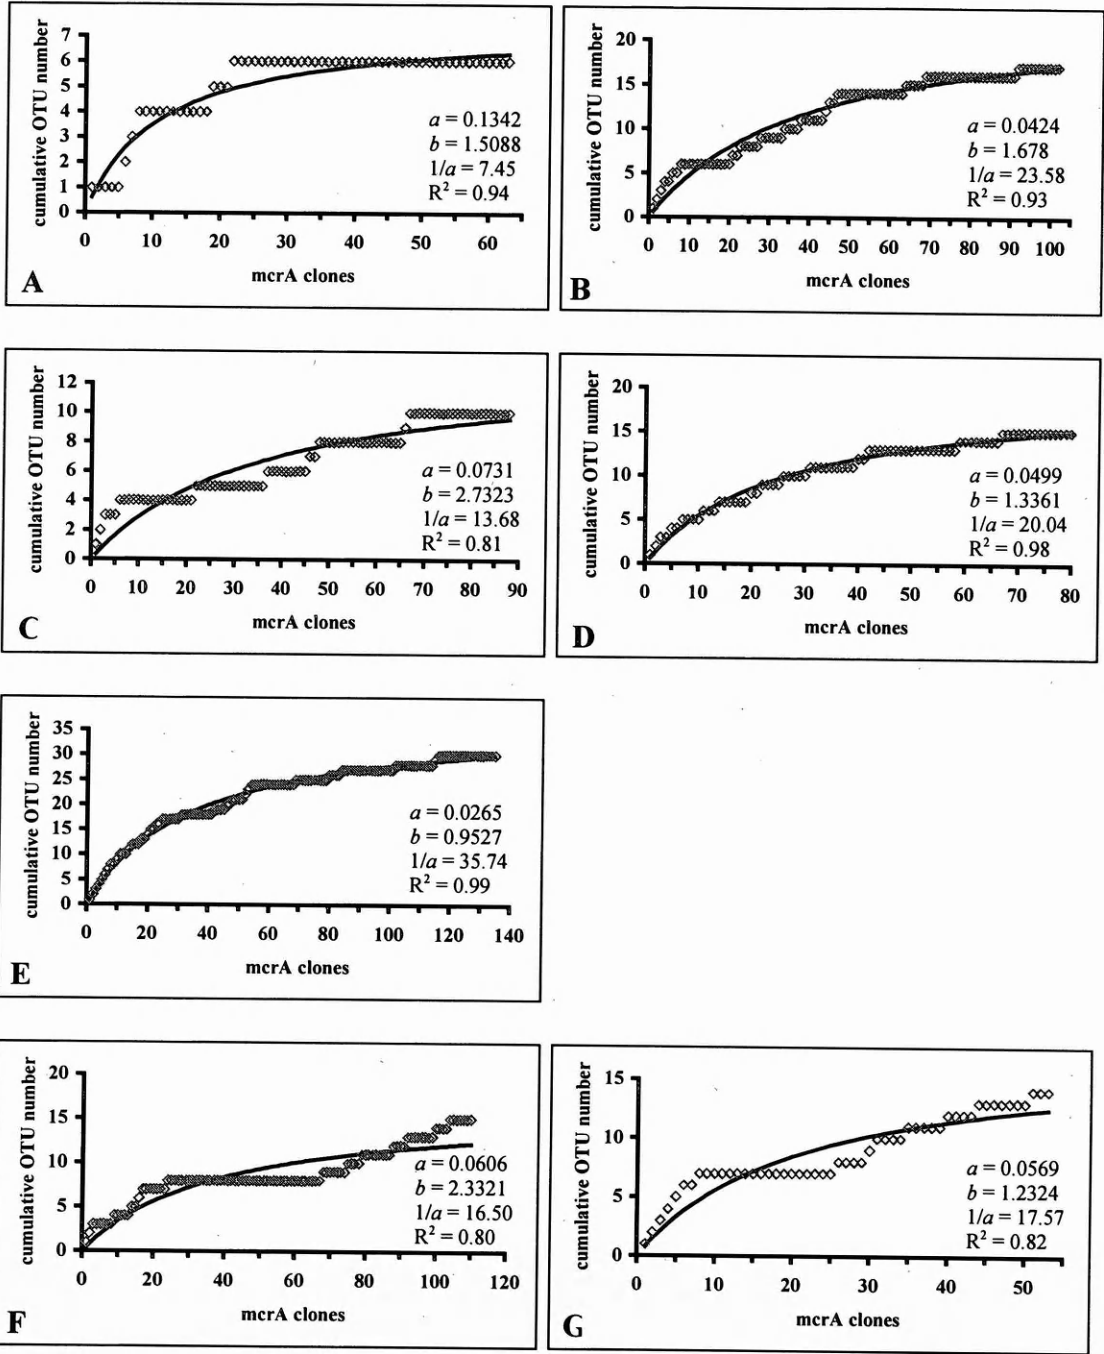 cumulative OTU number
7
6
5
4
3
2
1
0
0 10 20 30 40 50 60
mcrA clones
a = 0.1342
b = 1.5088
1/a = 7.45
R² = 0.94
A
cumulative OTU number
20
15
10
5
0
0 10 20 30 40 50 60 70 80 90 100
mcrA clones
a = 0.0424
b = 1.678
1/a = 23.58
R² = 0.93
B
cumulative OTU number
12
10
8
6
4
2
0
0 10 20 30 40 50 60 70 80 90
mcrA clones
a = 0.0731
b = 2.7323
1/a = 13.68
R² = 0.81
C
cumulative OTU number
20
15
10
5
0
0 10 20 30 40 50 60 70 80
mcrA clones
a = 0.0499
b = 1.3361
1/a = 20.04
R² = 0.98
D
cumulative OTU number
35
30
25
20
15
10
5
0
0 20 40 60 80 100 120 140
mcrA clones
a = 0.0265
b = 0.9527
1/a = 35.74
R² = 0.99
E
cumulative OTU number
20
15
10
5
0
0 20 40 60 80 100 120
mcrA clones
a = 0.0606
b = 2.3321
1/a = 16.50
R² = 0.80
F
cumulative OTU number
15
10
5
0
0 10 20 30 40 50
mcrA clones
a = 0.0569
b = 1.2324
1/a = 17.57
R² = 0.82
G